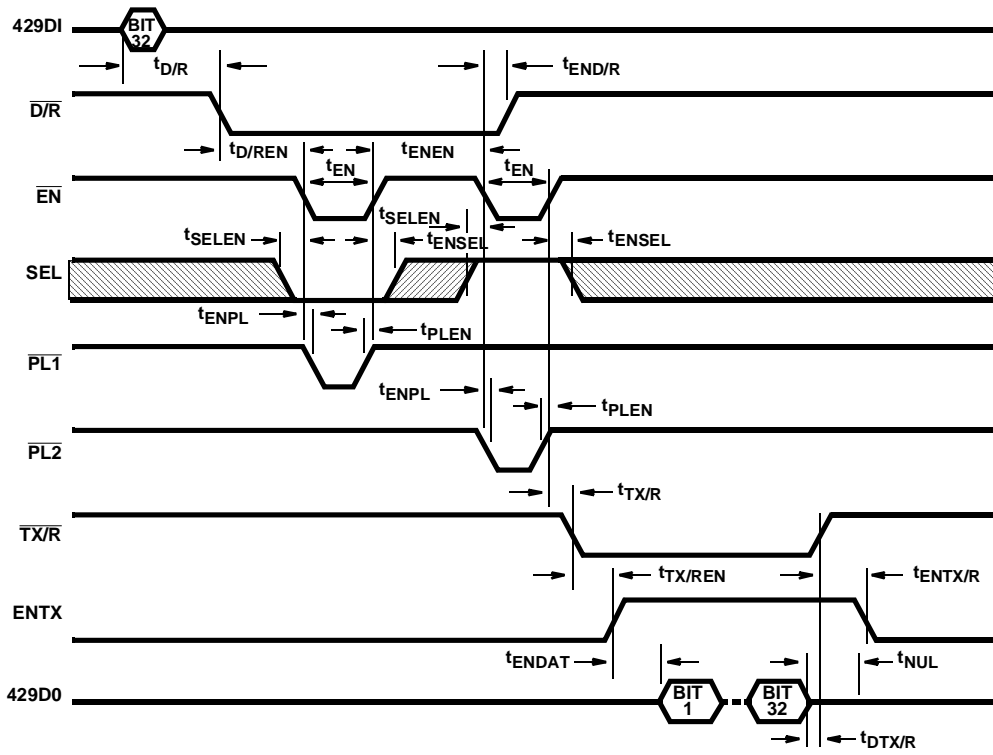 429DI
BIT
32
tD/R
tEND/R
D/R
tD/REN
tENEN
tEN
tEN
EN
tSELEN
tSELEN
tENSEL
tENSEL
SEL
tENPL
tPLEN
PL1
tENPL
tPLEN
PL2
tTX/R
TX/R
tTX/REN
tENTX/R
ENTX
tENDAT
tNUL
429D0
BIT
1
BIT
32
tDTX/R